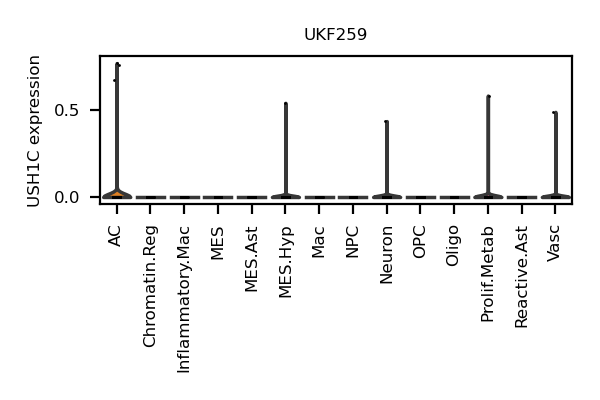 UKF259
USH1C expression
0.5
0.0
AC
Chromatin.Reg
Inflammatory.Mac
MES
MES.Ast
MES.Hyp
Mac
NPC
Neuron
OPC
Oligo
Prolif.Metab
Reactive.Ast
Vasc